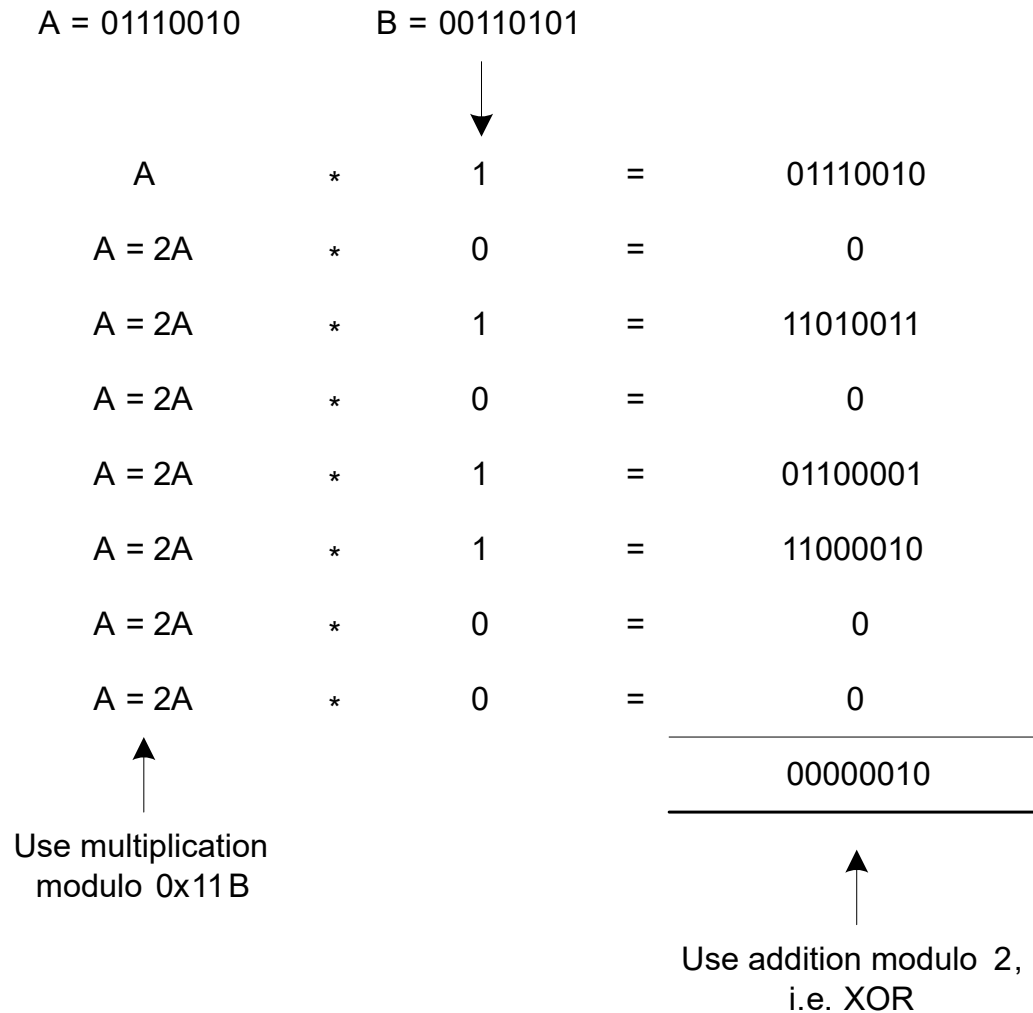 A = 01110010 B = 00110101
A * 1 = 01110010
A = 2A * 0 = 0
A = 2A * 1 = 11010011
A = 2A * 0 = 0
A = 2A * 1 = 01100001
A = 2A * 1 = 11000010
A = 2A * 0 = 0
A = 2A * 0 = 0
00000010
Use multiplication
modulo 0x11B
Use addition modulo 2,
i.e. XOR